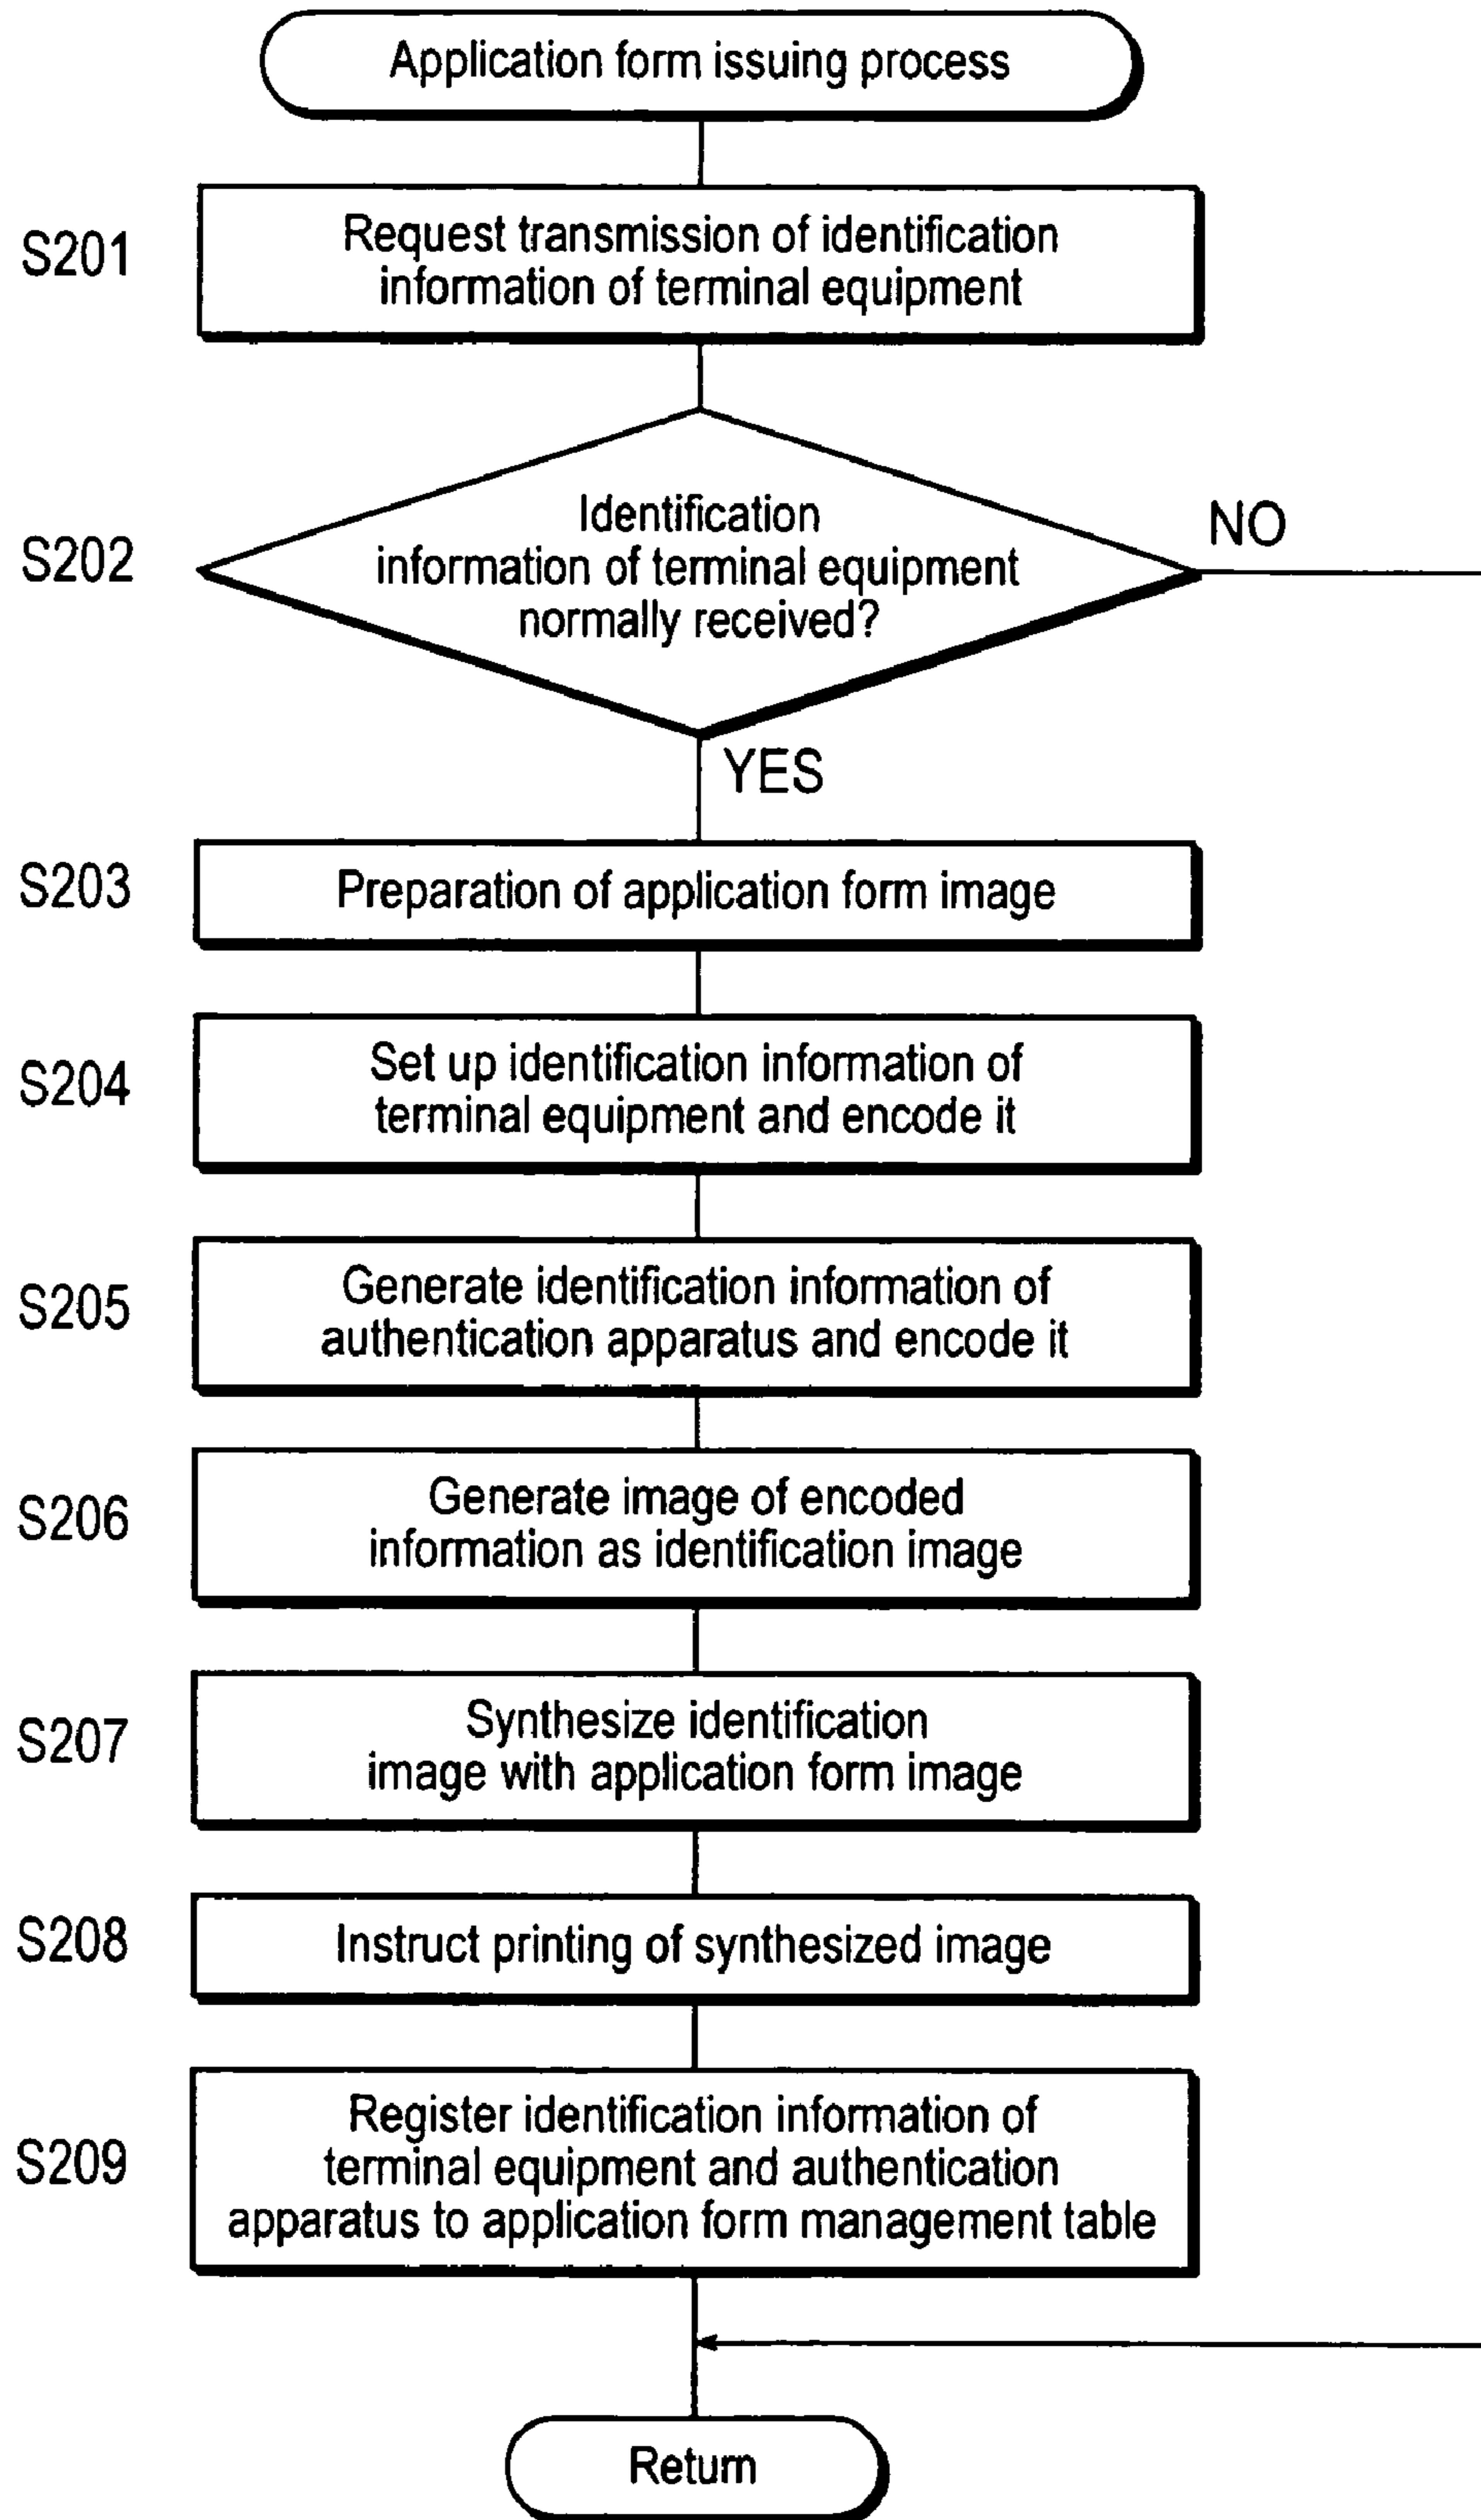 Application form issuing process
S201
Request transmission of identification
information of terminal equipment
S202
Identification
information of terminal equipment
normally received?
NO
YES
S203
Preparation of application form image
S204
Set up identification information of
terminal equipment and encode it
S205
Generate identification information of
authentication apparatus and encode it
S206
Generate image of encoded
information as identification image
S207
Synthesize identification
image with application form image
S208
Instruct printing of synthesized image
S209
Register identification information of
terminal equipment and authentication
apparatus to application form management table
Return